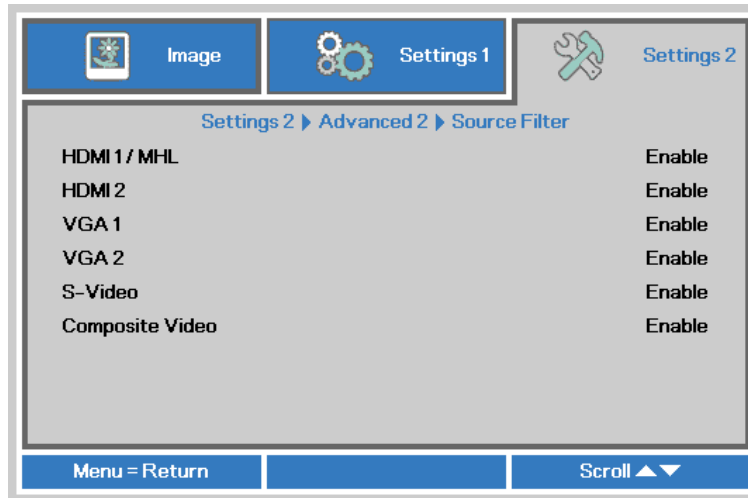 Image
Settings 1
Settings 2
Settings 2 ▶ Advanced 2 ▶ Source Filter
HDMI 1 / MHL Enable
HDMI 2 Enable
VGA 1 Enable
VGA 2 Enable
S-Video Enable
Composite Video Enable
Menu = Return
Scroll ▲▼